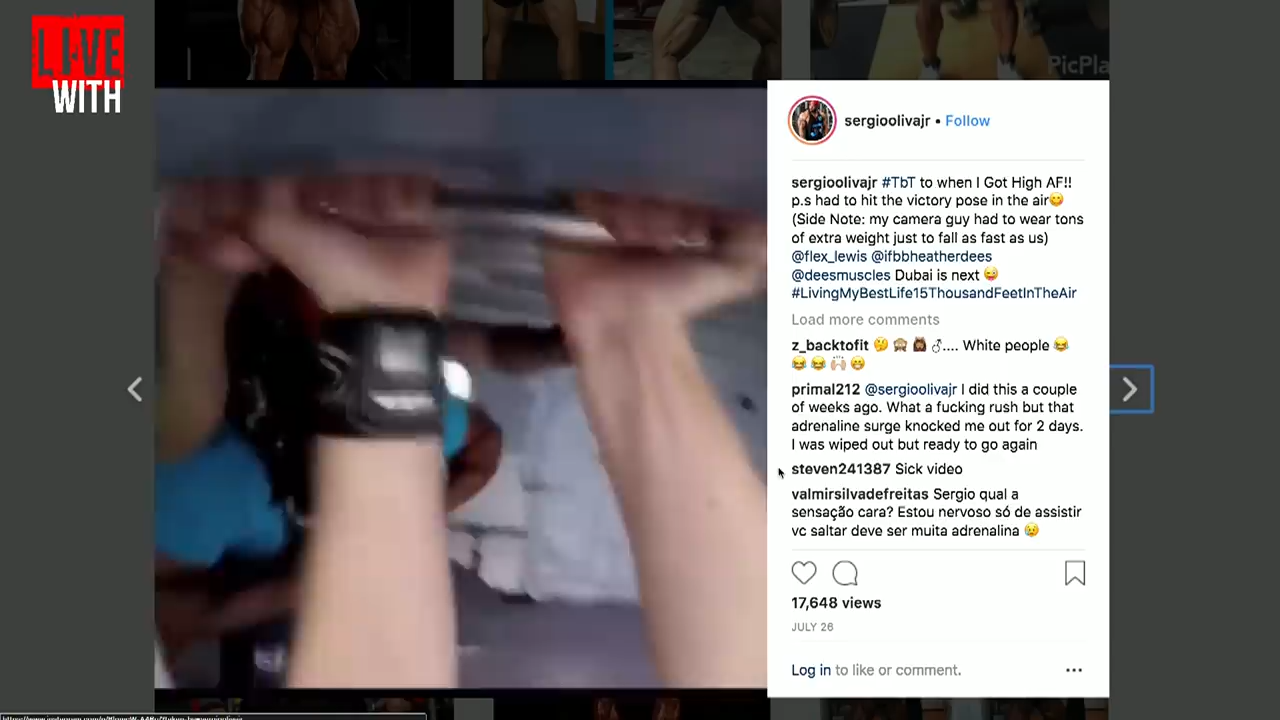 LIVE
WITH
PicPla
sergioolivajr • Follow
sergioolivajr #TbT to when I Got High AF!!
p.s had to hit the victory pose in the air😋
(Side Note: my camera guy had to wear tons
of extra weight just to fall as fast as us)
@flex_lewis @ifbbheatherdees
@deesmuscles Dubai is next 😜
#LivingMyBestLife15ThousandFeetInTheAir
Load more comments
z_backtofit 🤔 🙈 🙇🏾 ♂.... White people 😂
😂 😂 🙌🏻 😁
primal212 @sergioolivajr I did this a couple
of weeks ago. What a fucking rush but that
adrenaline surge knocked me out for 2 days.
I was wiped out but ready to go again
steven241387 Sick video
valmirsilvadefreitas Sergio qual a
sensação cara? Estou nervoso só de assistir
vc saltar deve ser muita adrenalina 😥
17,648 views
JULY 26
Log in to like or comment.